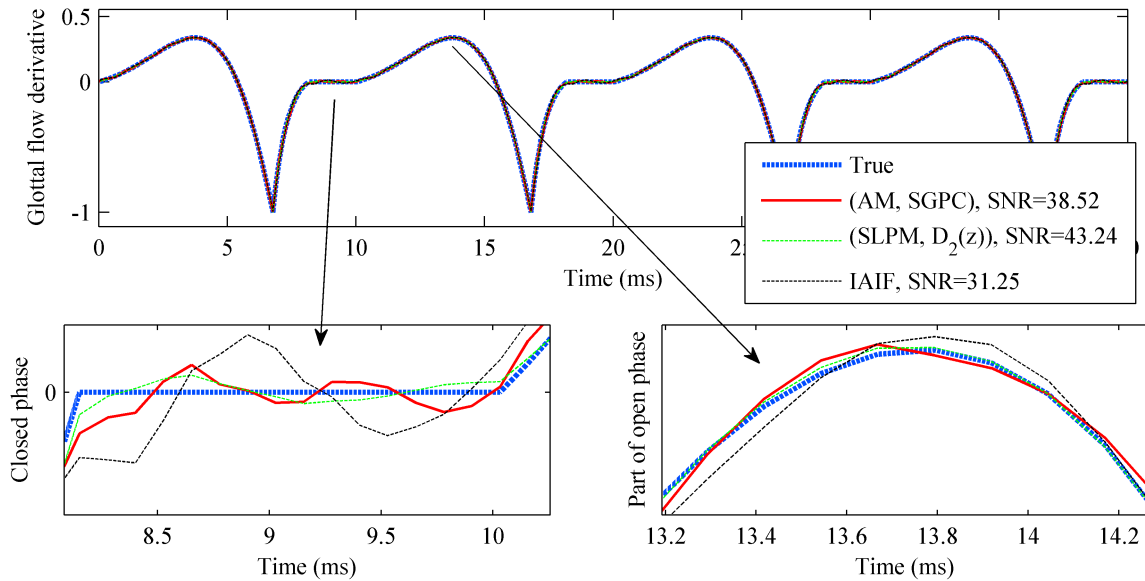 0.5
0
-1
Glottal flow derivative
0
5
10
15
20
Time (ms)
True
(AM, SGPC), SNR=38.52
(SLPM, D2(z)), SNR=43.24
IAIF, SNR=31.25
Closed phase
0
8.5
9
9.5
10
Time (ms)
Part of open phase
13.2
13.4
13.6
13.8
14
14.2
Time (ms)